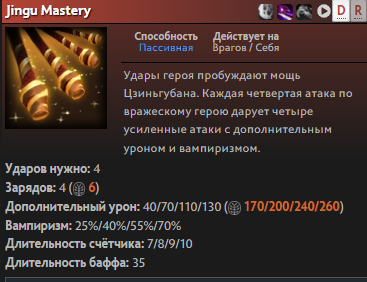 Jingu Mastery
D R
Способность Действует на
Пассивная Врагов / Себя
Удары героя пробуждают мощь
Цзиньгубана. Каждая четвертая атака по
вражескому герою дарует четыре
усиленные атаки с дополнительным
уроном и вампиризмом.
Ударов нужно: 4
Зарядов: 4 ( 6)
Дополнительный урон: 40/70/110/130 ( 170/200/240/260)
Вампиризм: 25%/40%/55%/70%
Длительность счётчика: 7/8/9/10
Длительность баффа: 35